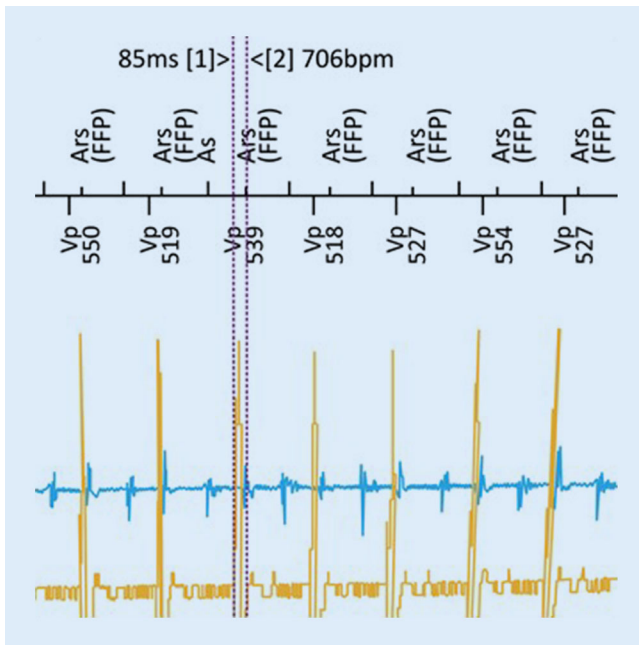 85ms [1]> <[2] 706bpm
Ars
(FFP)
Ars
(FFP)
As
Ars
(FFP)
Ars
(FFP)
Ars
(FFP)
Ars
(FFP)
Ars
(FFP)
Vp
550
Vp
519
Vp
539
Vp
518
Vp
527
Vp
554
Vp
527